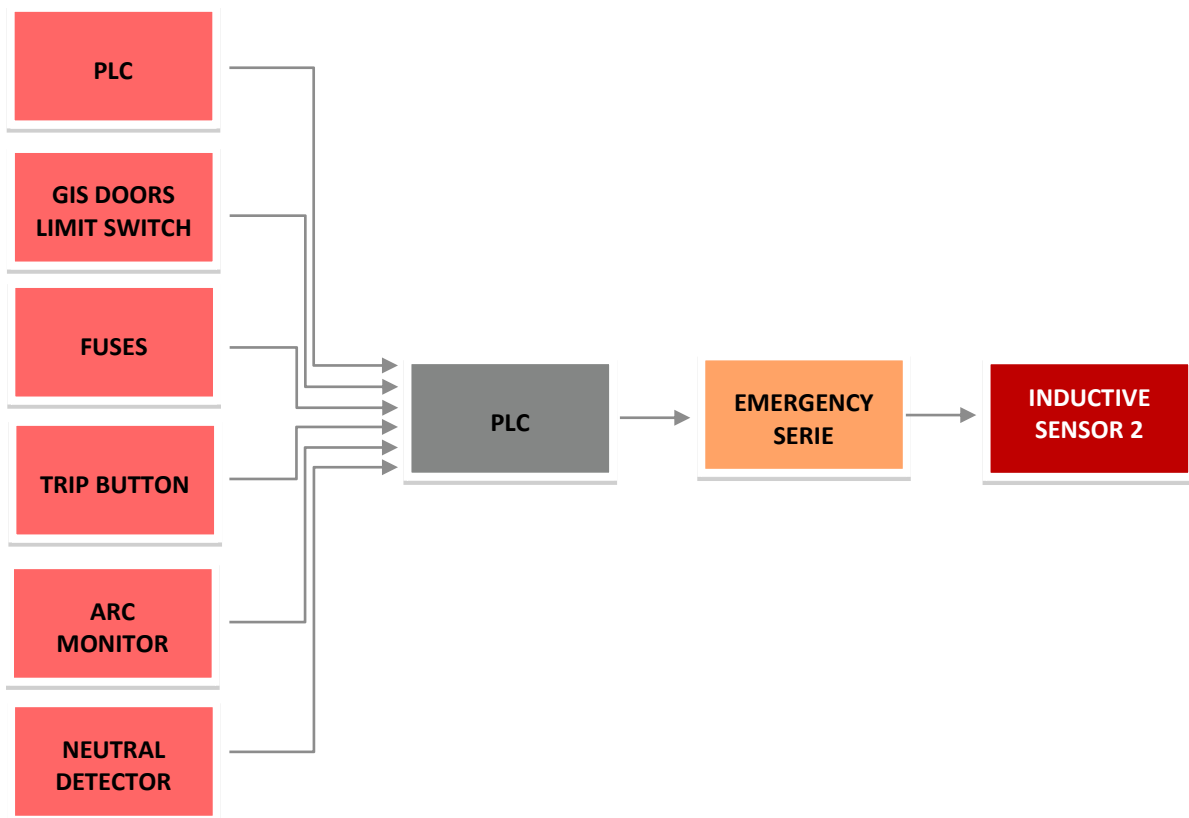 PLC
GIS DOORS
LIMIT SWITCH
FUSES
TRIP BUTTON
ARC
MONITOR
NEUTRAL
DETECTOR
PLC
EMERGENCY
SERIE
INDUCTIVE
SENSOR 2